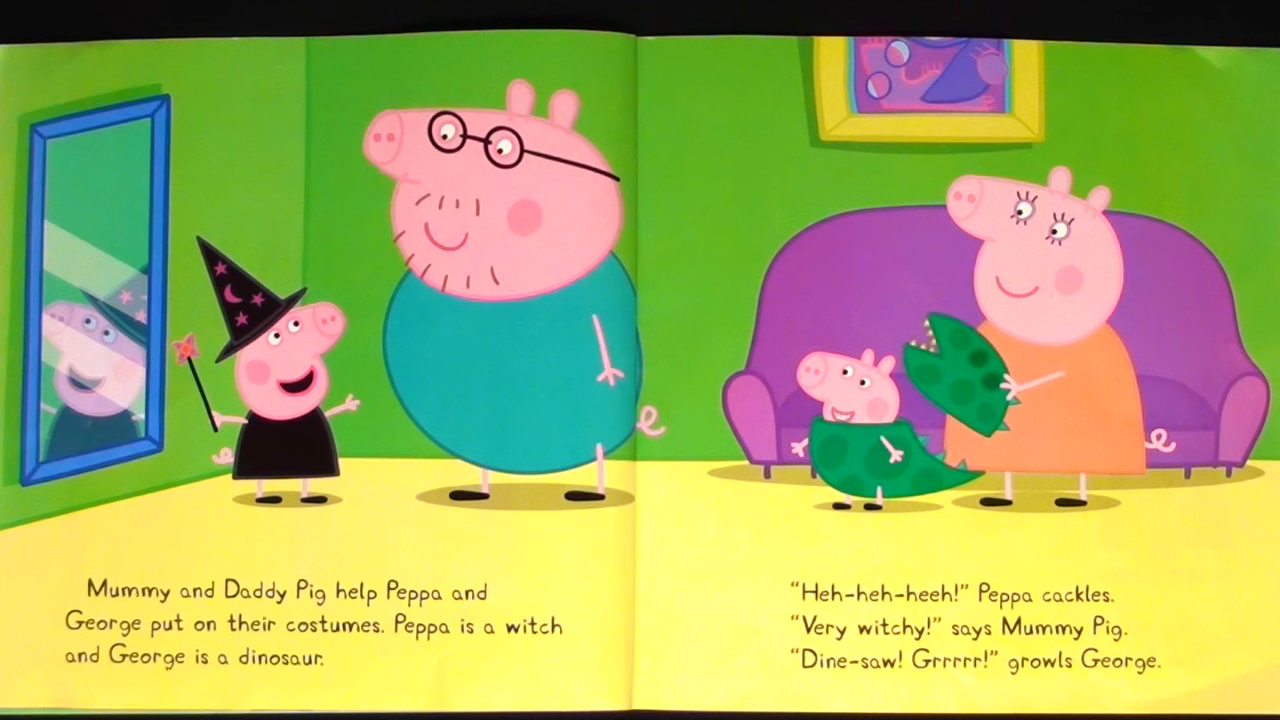 Mummy and Daddy Pig help Peppa and
George put on their costumes. Peppa is a witch
and George is a dinosaur.
“Heh-heh-heeh!” Peppa cackles.
“Very witchy!” says Mummy Pig.
“Dine-saw! Grrrrr!” growls George.